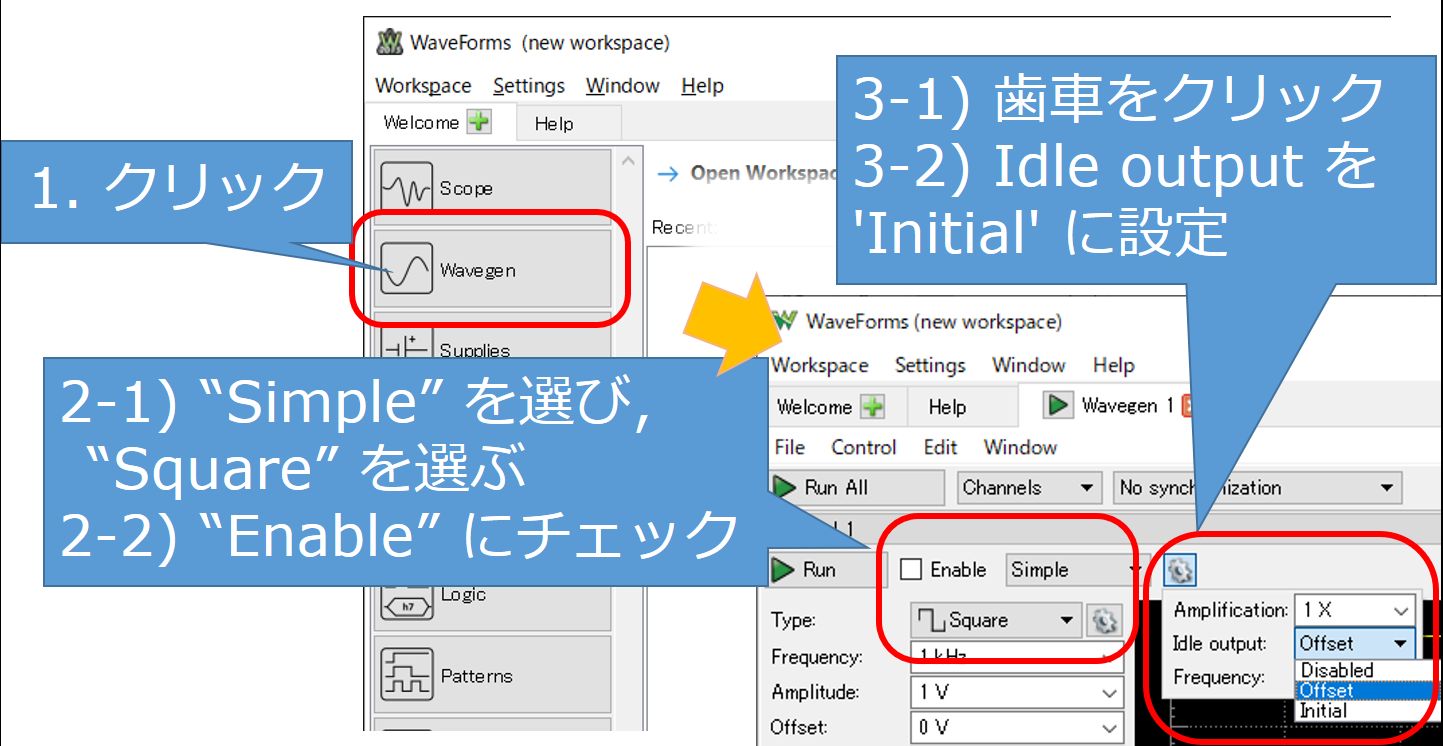 WaveForms (new workspace)
Workspace Settings Window Help
Welcome Help
1. クリック
Scope
Wavegen
Supplies
Logic
h7
Patterns
→ Open Workspac
Recent:
3-1) 歯車をクリック
3-2) Idle output を
'Initial' に設定
2-1) “Simple” を選び,
“Square” を選ぶ
2-2) “Enable” にチェック
WaveForms (new workspace)
Workspace Settings Window Help
Welcome Help Wavegen 1
File Control Edit Window
Run All Channels No synchronization
1
Run Enable Simple
Type: Square
Frequency: 1 kHz
Amplitude: 1 V
Offset: 0 V
Amplification: 1 X
Idle output: Offset
Frequency:
Disabled
Offset
Initial